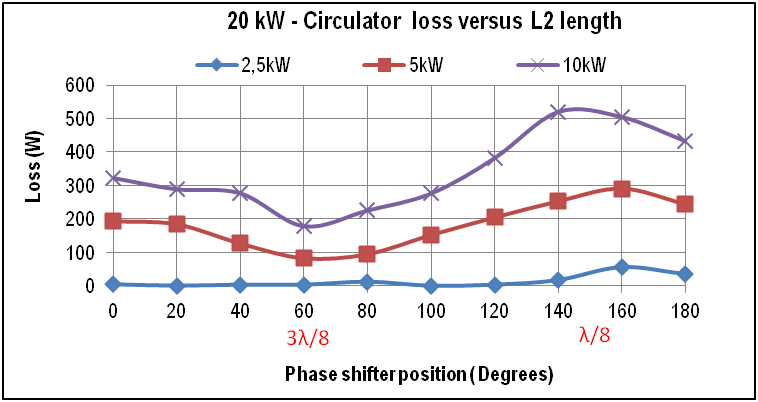 20 kW - Circulator loss versus L2 length
2,5kW 5kW 10kW
Loss (W)
600
500
400
300
200
100
0
0 20 40 60 80 100 120 140 160 180
3λ/8 λ/8
Phase shifter position ( Degrees)